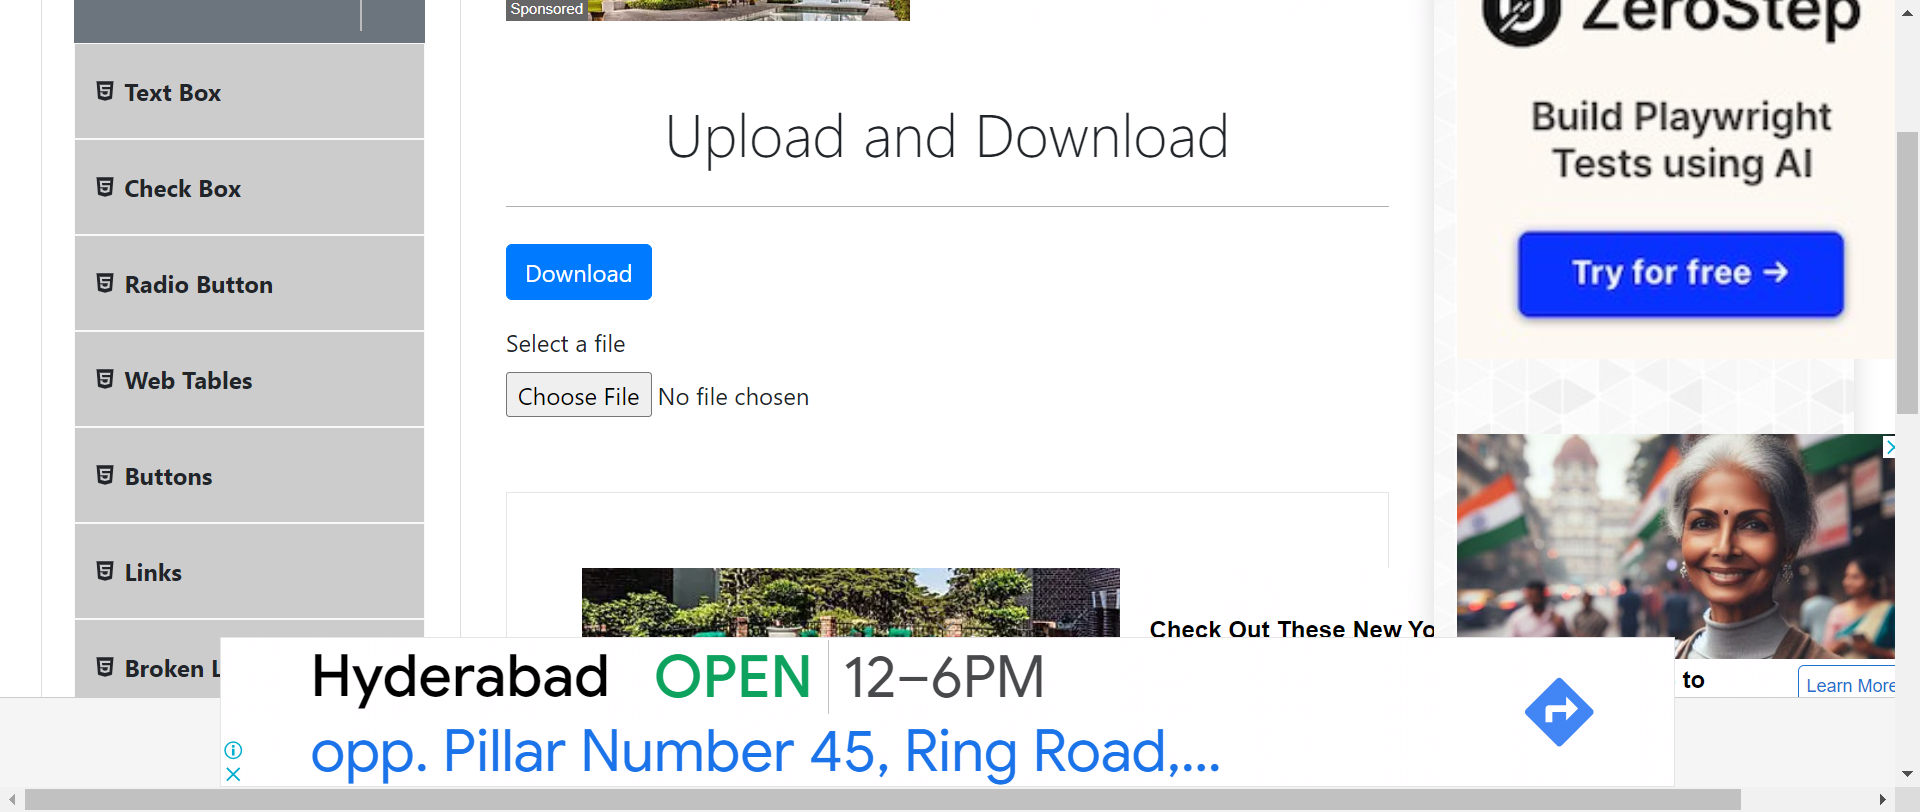 Sponsored
Text Box
Check Box
Radio Button
Web Tables
Buttons
Links
Broken L
Upload and Download
Download
Select a file
Choose File No file chosen
Check Out These New Yo
Hyderabad OPEN 12–6PM
opp. Pillar Number 45, Ring Road,...
ZeroStep
Build Playwright
Tests using AI
Try for free →
to
Learn More